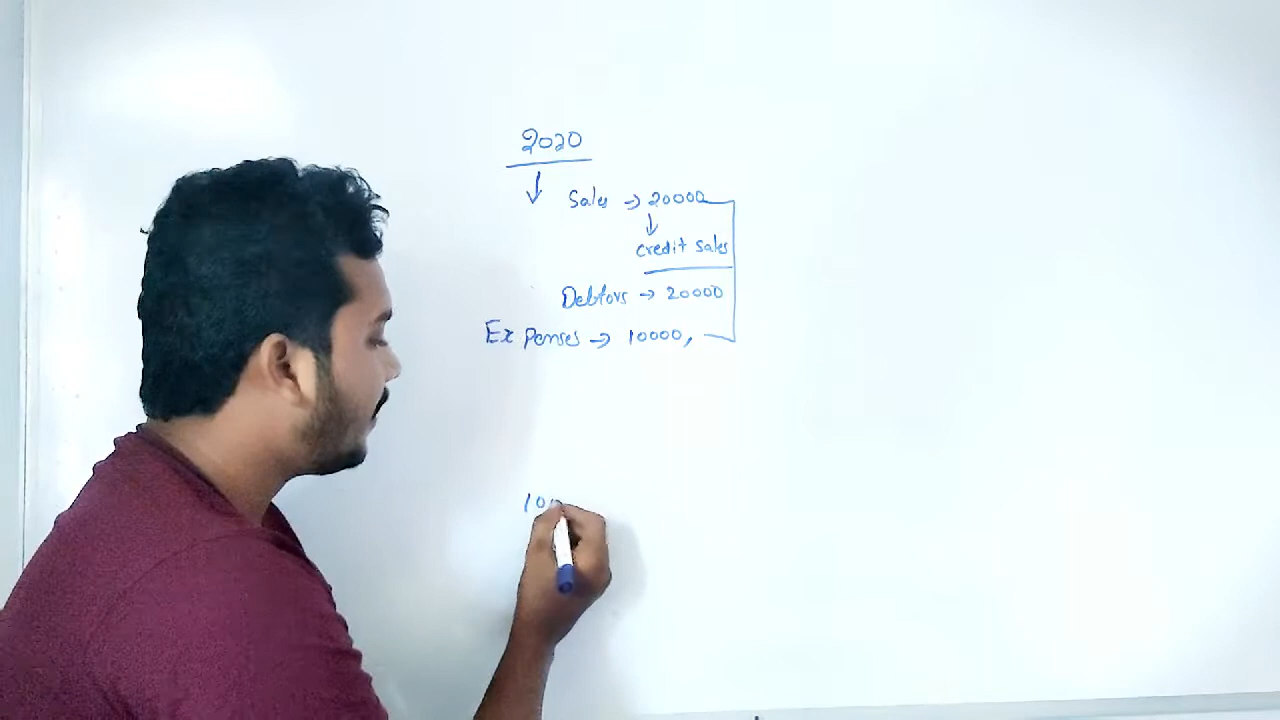 2020
↓ Sales → 20000
↓
credit sales
Debtors → 20000
Expenses → 10000,